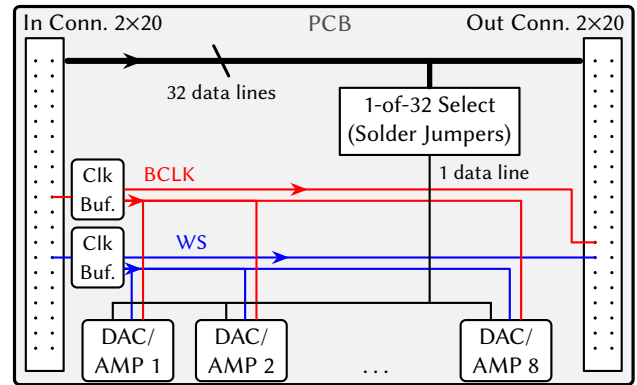 In Conn. 2×20
PCB
Out Conn. 2×20
32 data lines
1-of-32 Select
(Solder Jumpers)
1 data line
Clk
Buf.
BCLK
Clk
Buf.
WS
DAC/
AMP 1
DAC/
AMP 2
...
DAC/
AMP 8